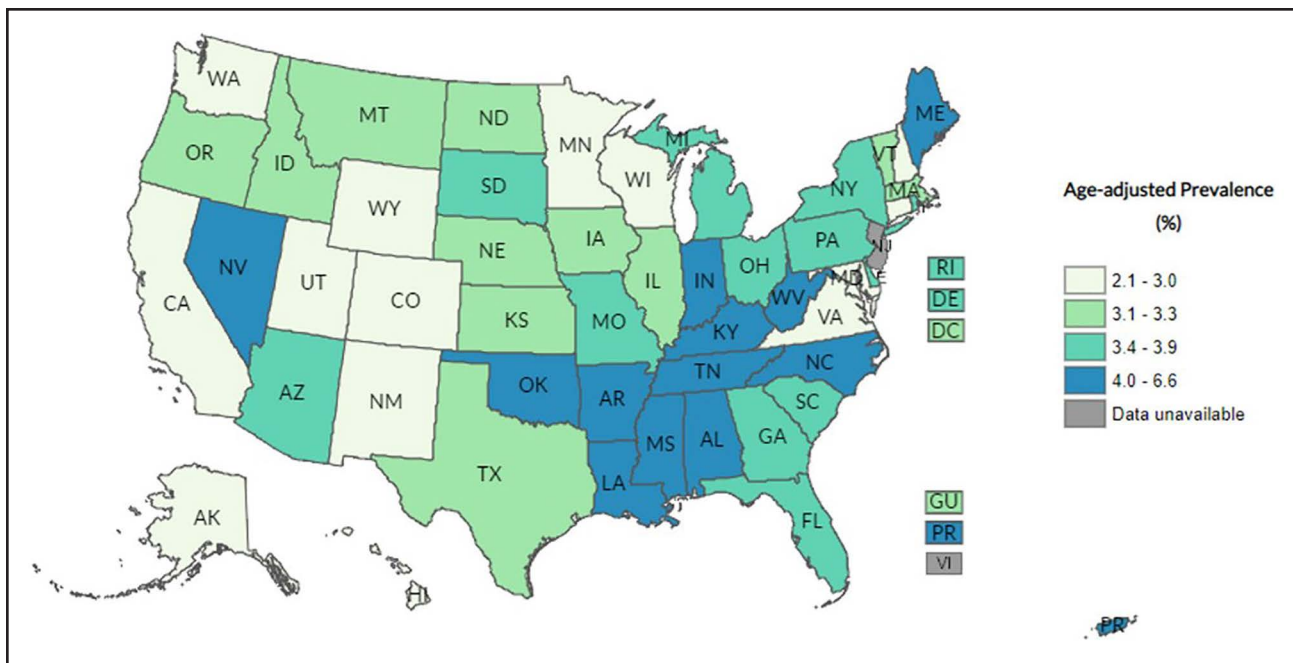 WA
MT
ND
MN
MI
ME
OR
ID
SD
WI
VT
NY
MA
WY
NE
IA
PA
NJ
NV
UT
CO
IL
IN
OH
MD
CA
KS
MO
WV
VA
KY
AZ
NM
OK
AR
TN
NC
SC
MS
AL
GA
TX
LA
FL
AK
HI
RI
DE
DC
GU
PR
VI
PR
Age-adjusted Prevalence
(%)
2.1 - 3.0
3.1 - 3.3
3.4 - 3.9
4.0 - 6.6
Data unavailable